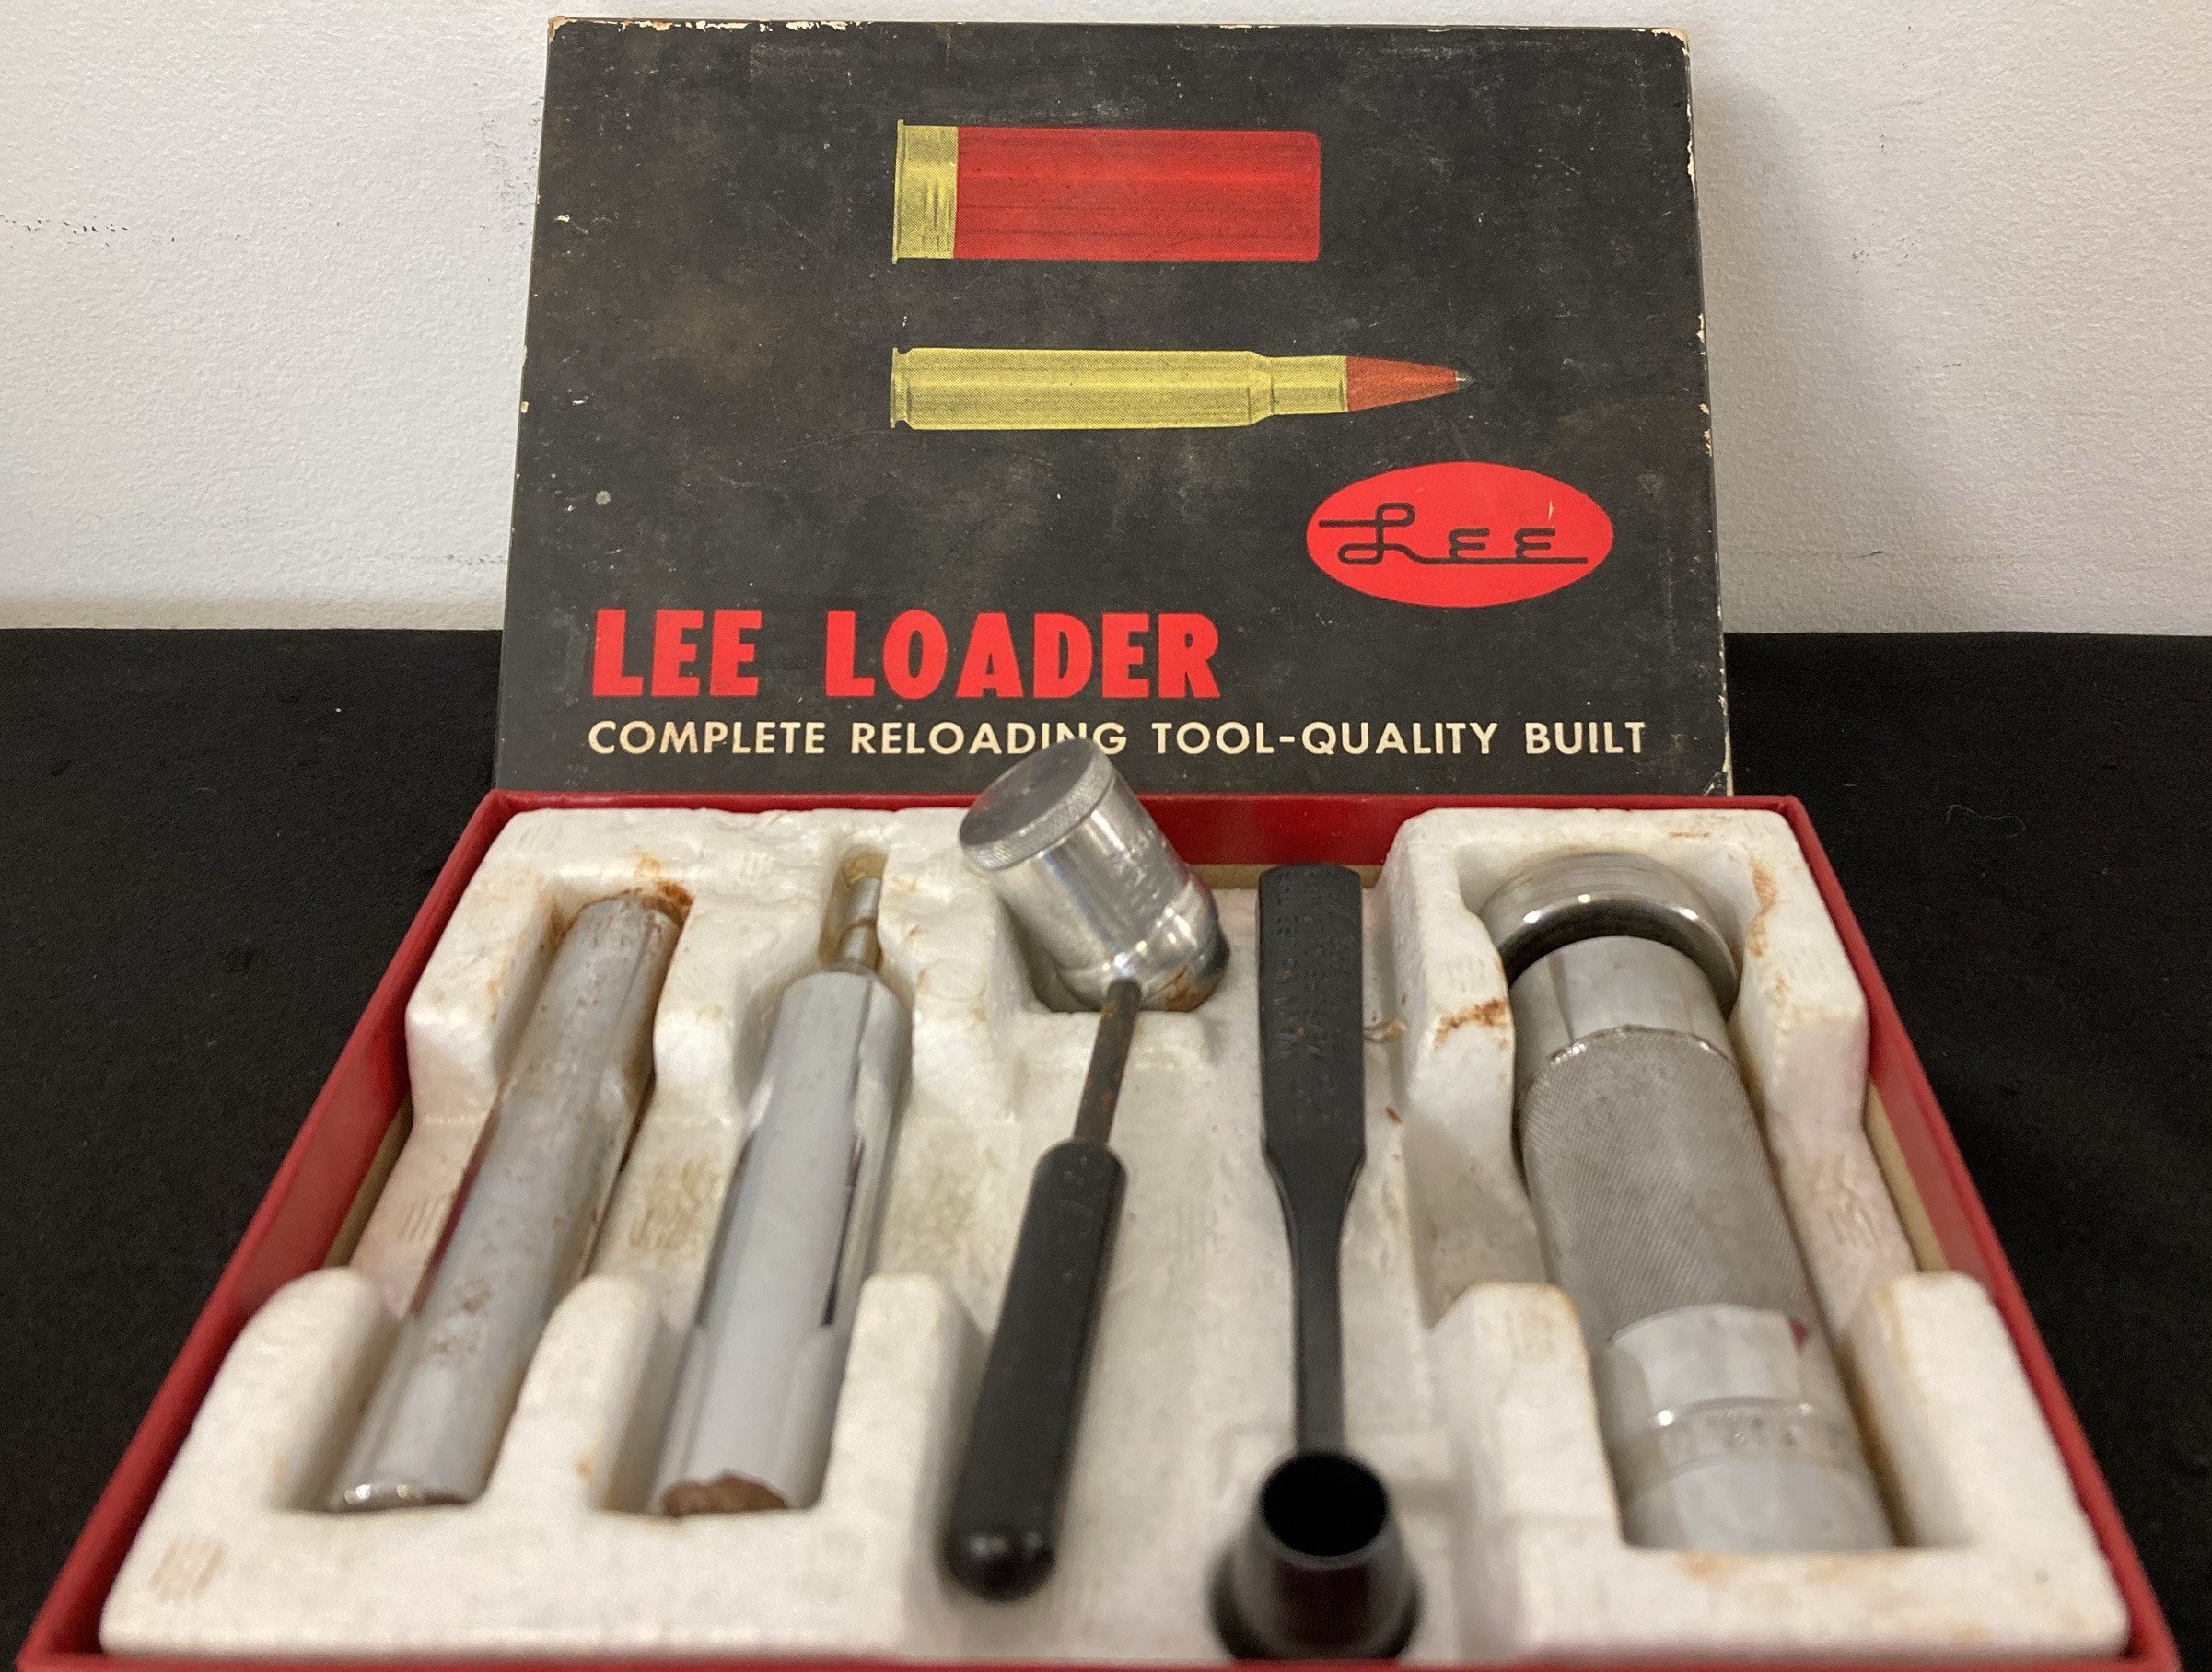 Lee
LEE LOADER
COMPLETE RELOADING TOOL-QUALITY BUILT